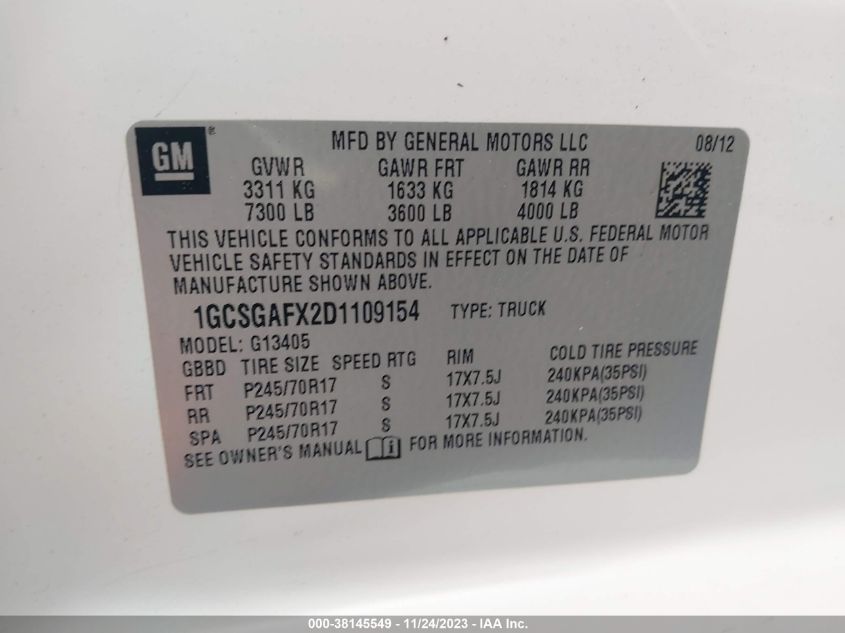 GM®
MFD BY GENERAL MOTORS LLC 08/12
GVWR GAWR FRT GAWR RR
3311 KG 1633 KG 1814 KG
7300 LB 3600 LB 4000 LB
THIS VEHICLE CONFORMS TO ALL APPLICABLE U.S. FEDERAL MOTOR
VEHICLE SAFETY STANDARDS IN EFFECT ON THE DATE OF
MANUFACTURE SHOWN ABOVE.
1GCSGAFX2D1109154 TYPE: TRUCK
MODEL: G13405
GBBD TIRE SIZE SPEED RTG RIM COLD TIRE PRESSURE
FRT P245/70R17 S 17X7.5J 240KPA(35PSI)
RR P245/70R17 S 17X7.5J 240KPA(35PSI)
SPA P245/70R17 S 17X7.5J 240KPA(35PSI)
SEE OWNER'S MANUAL FOR MORE INFORMATION.
000-38145549 - 11/24/2023 - IAA Inc.